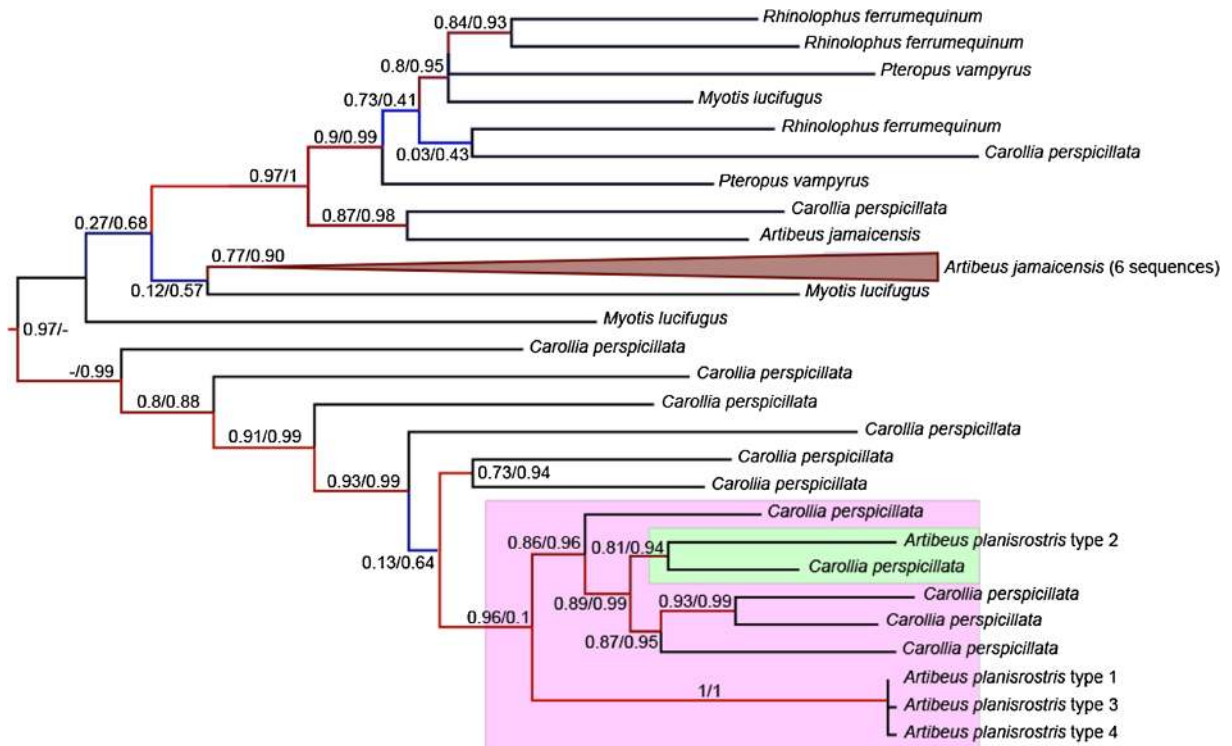 Rhinolophus ferrumequinum
0.84/0.93
Rhinolophus ferrumequinum
0.8/0.95
Pteropus vampyrus
0.73/0.41
Myotis lucifugus
Rhinolophus ferrumequinum
0.9/0.99
0.03/0.43
Carollia perspicillata
0.97/1
Pteropus vampyrus
Carollia perspicillata
0.87/0.98
0.27/0.68
Artibeus jamaicensis
0.77/0.90
Artibeus jamaicensis (6 sequences)
0.12/0.57
Myotis lucifugus
Myotis lucifugus
0.97/-
Carollia perspicillata
-/0.99
Carollia perspicillata
0.8/0.88
Carollia perspicillata
0.91/0.99
Carollia perspicillata
Carollia perspicillata
0.93/0.99
0.73/0.94
Carollia perspicillata
Carollia perspicillata
0.86/0.96
Artibeus planisrostris type 2
0.81/0.94
0.13/0.64
Carollia perspicillata
0.89/0.99
0.93/0.99
Carollia perspicillata
0.96/0.1
Carollia perspicillata
0.87/0.95
Carollia perspicillata
Artibeus planisrostris type 1
1/1
Artibeus planisrostris type 3
Artibeus planisrostris type 4